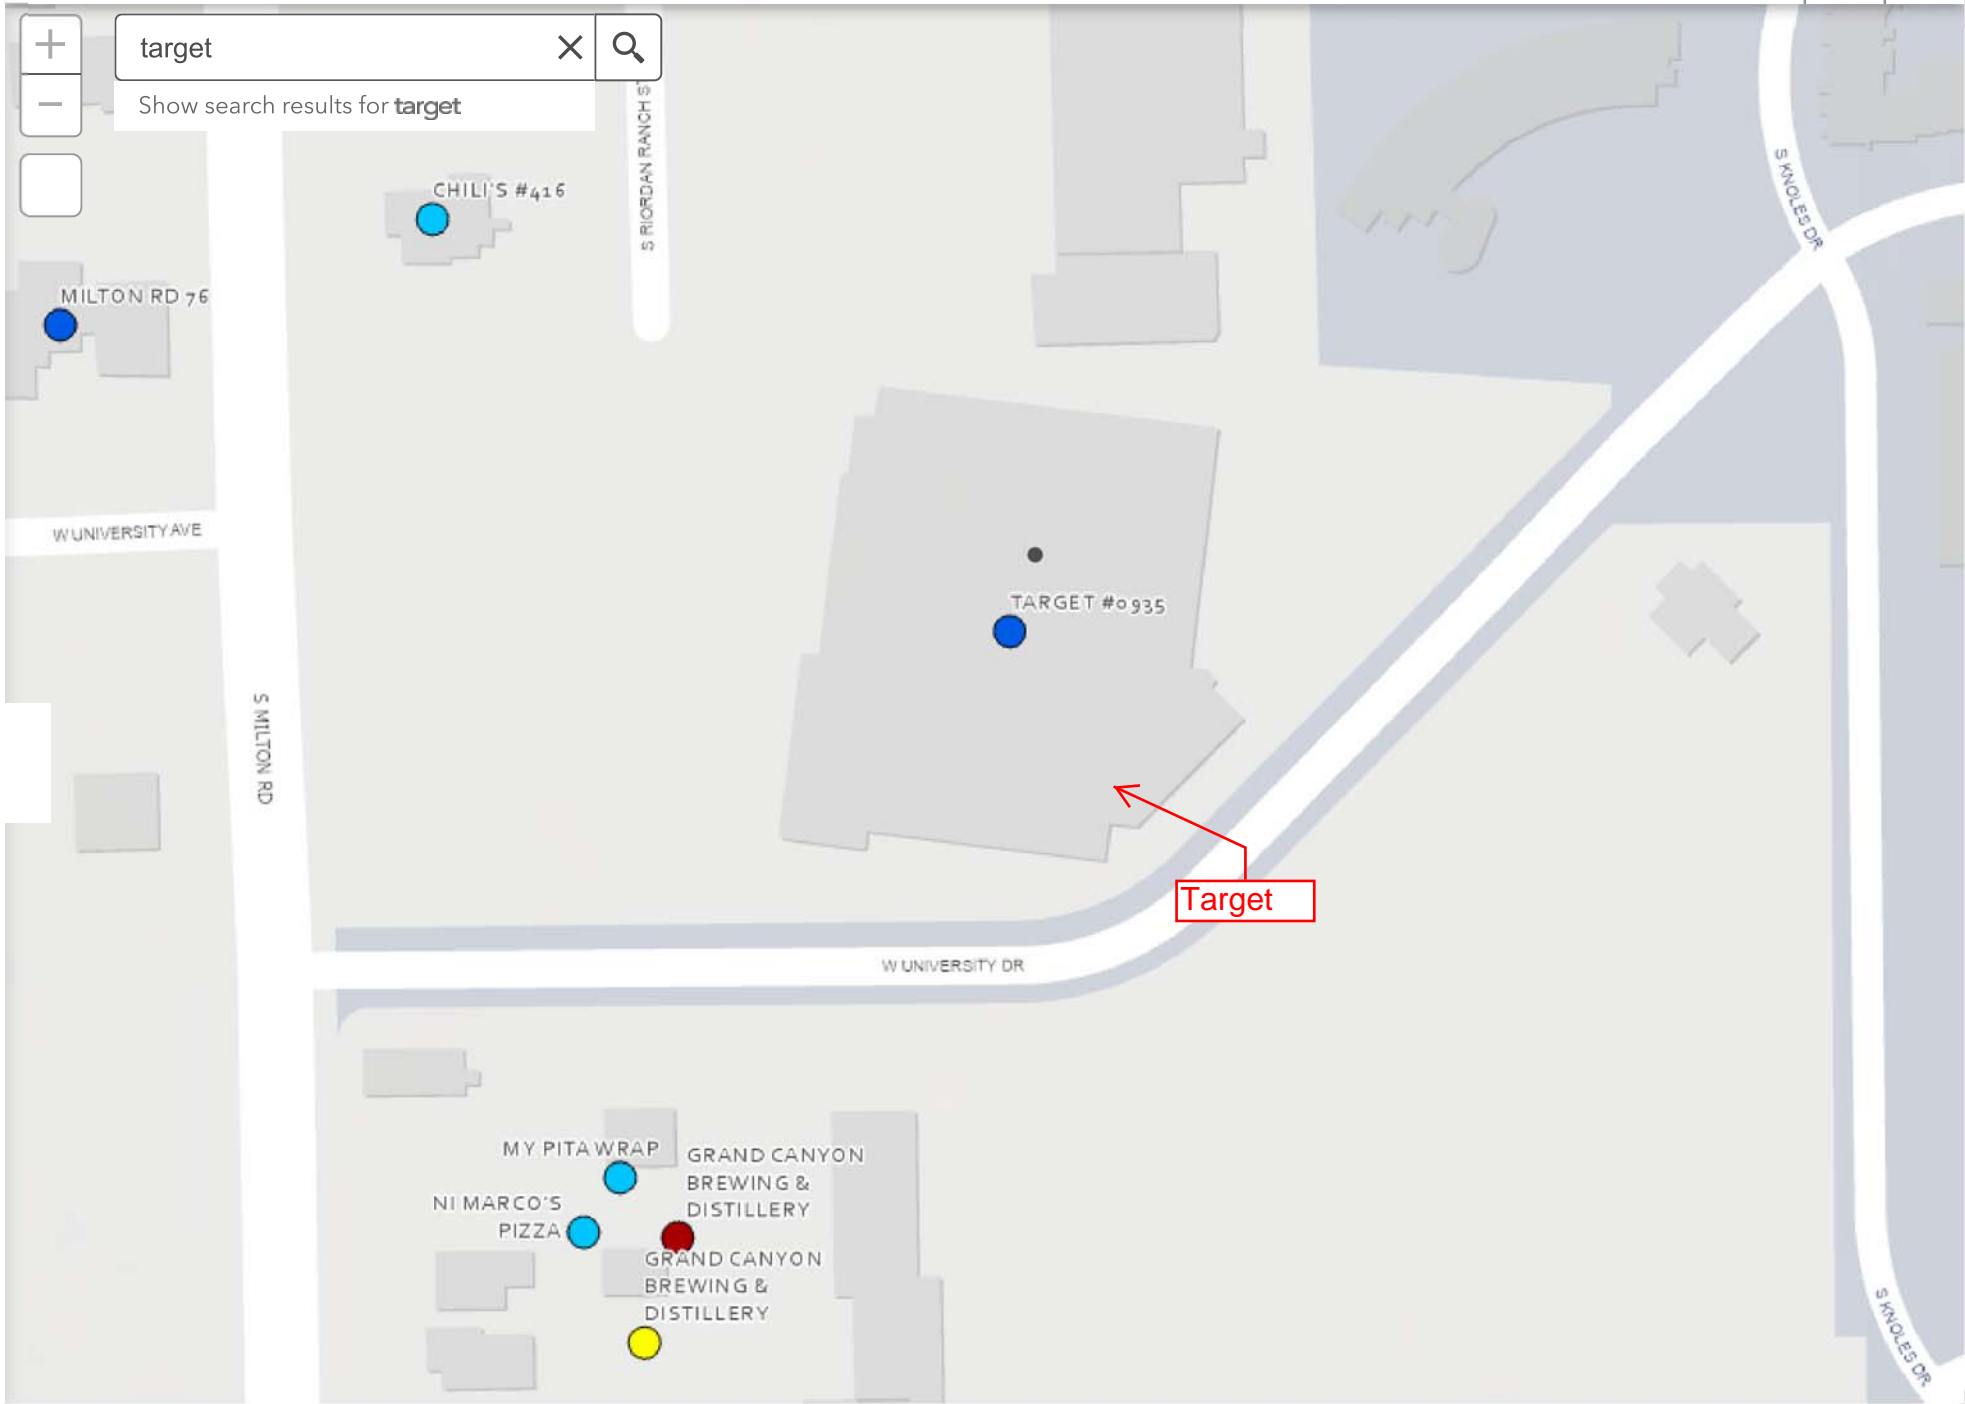 target
Show search results for target
S RIORDAN RANCH ST
S KNOLES DR
CHILI'S #416
MILTON RD 76
W UNIVERSITY AVE
TARGET #0935
S MILTON RD
Target
W UNIVERSITY DR
MY PITA WRAP
GRAND CANYON
BREWING &
DISTILLERY
NI MARCO'S
PIZZA
GRAND CANYON
BREWING &
DISTILLERY
S KNOLES DR